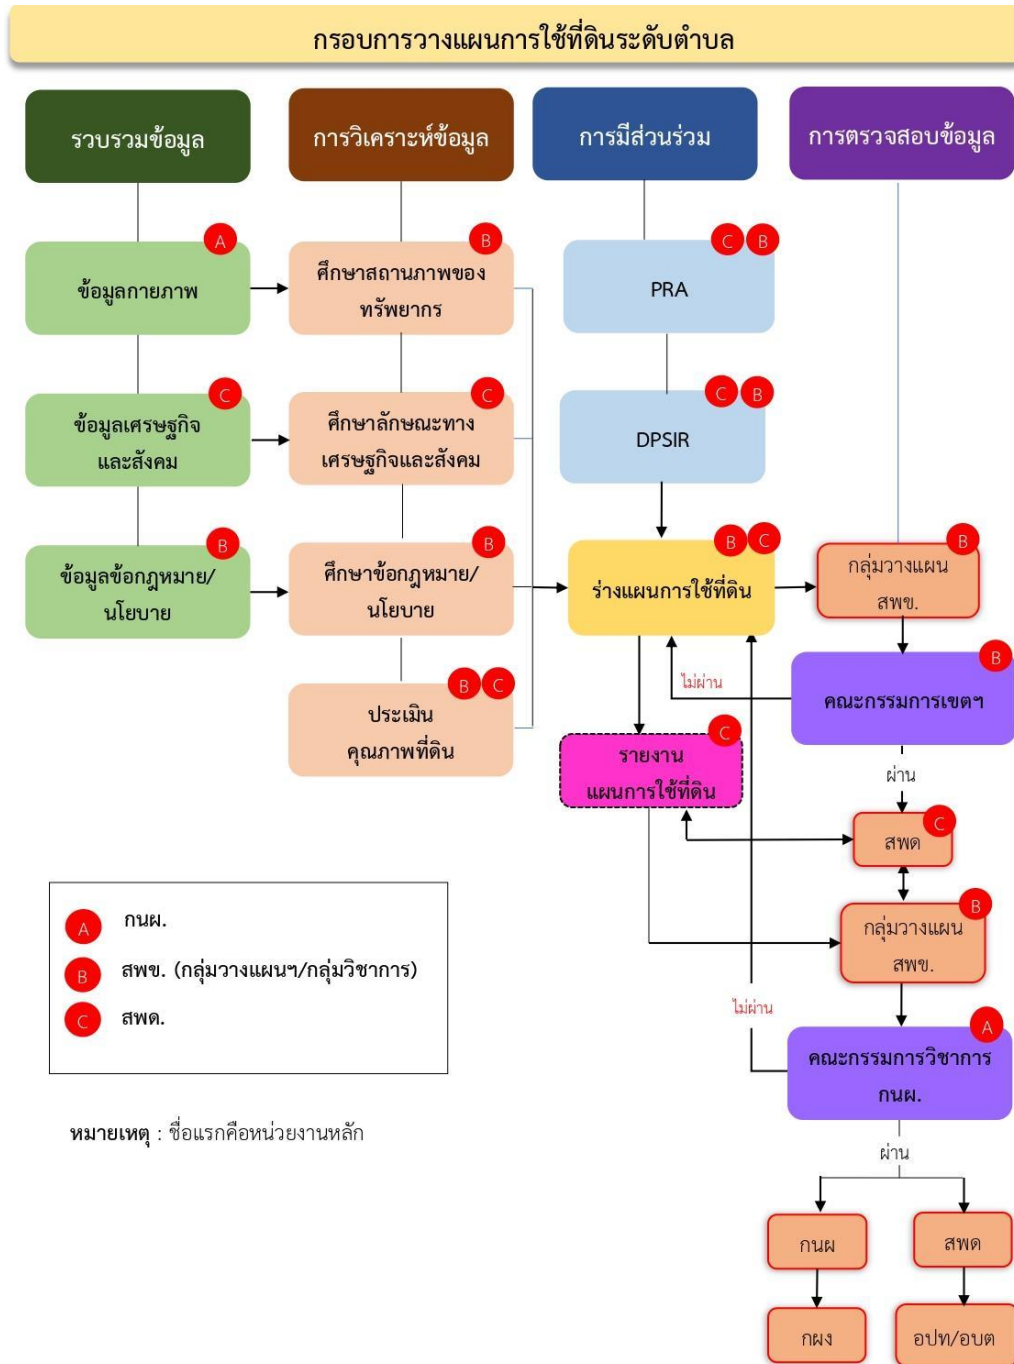 กรอบการวางแผนการใช้ที่ดินระดับตำบล
รวบรวมข้อมูล
การวิเคราะห์ข้อมูล
การมีส่วนร่วม
การตรวจสอบข้อมูล
A
ข้อมูลกายภาพ
B
ศึกษาสถานภาพของ
ทรัพยากร
C B
PRA
C
ข้อมูลเศรษฐกิจ
และสังคม
C
ศึกษาลักษณะทาง
เศรษฐกิจและสังคม
C B
DPSIR
B
ข้อมูลข้อกฎหมาย/
นโยบาย
B
ศึกษาข้อกฎหมาย/
นโยบาย
B C
ร่างแผนการใช้ที่ดิน
B
กลุ่มวางแผน
สพข.
B C
ประเมิน
คุณภาพที่ดิน
ไม่ผ่าน
B
คณะกรรมการเขตฯ
C
รายงาน
แผนการใช้ที่ดิน
ผ่าน
C
สพด
B
กลุ่มวางแผน
สพข.
A กนผ.
B สพข. (กลุ่มวางแผนฯ/กลุ่มวิชาการ)
C สพด.
ไม่ผ่าน
A
คณะกรรมการวิชาการ
กนผ.
หมายเหตุ : ชื่อแรกคือหน่วยงานหลัก
ผ่าน
กนผ
สพด
กผง
อปท/อบต